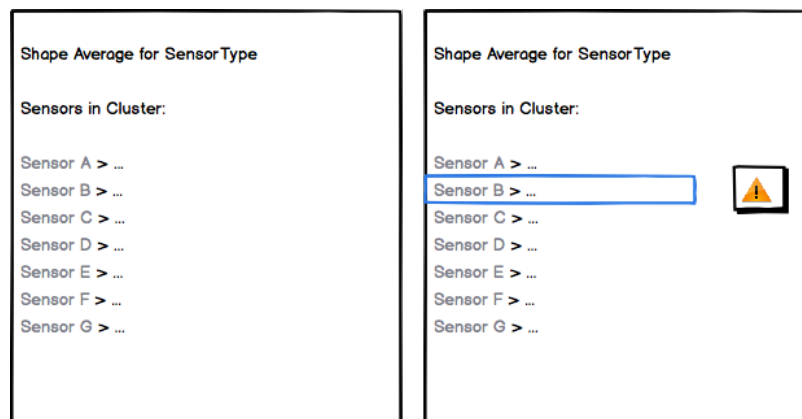 Shape Average for SensorType
Sensors in Cluster:
Sensor A > ...
Sensor B > ...
Sensor C > ...
Sensor D > ...
Sensor E > ...
Sensor F > ...
Sensor G > ...
Shape Average for SensorType
Sensors in Cluster:
Sensor A > ...
Sensor B > ...
Sensor C > ...
Sensor D > ...
Sensor E > ...
Sensor F > ...
Sensor G > ...
!